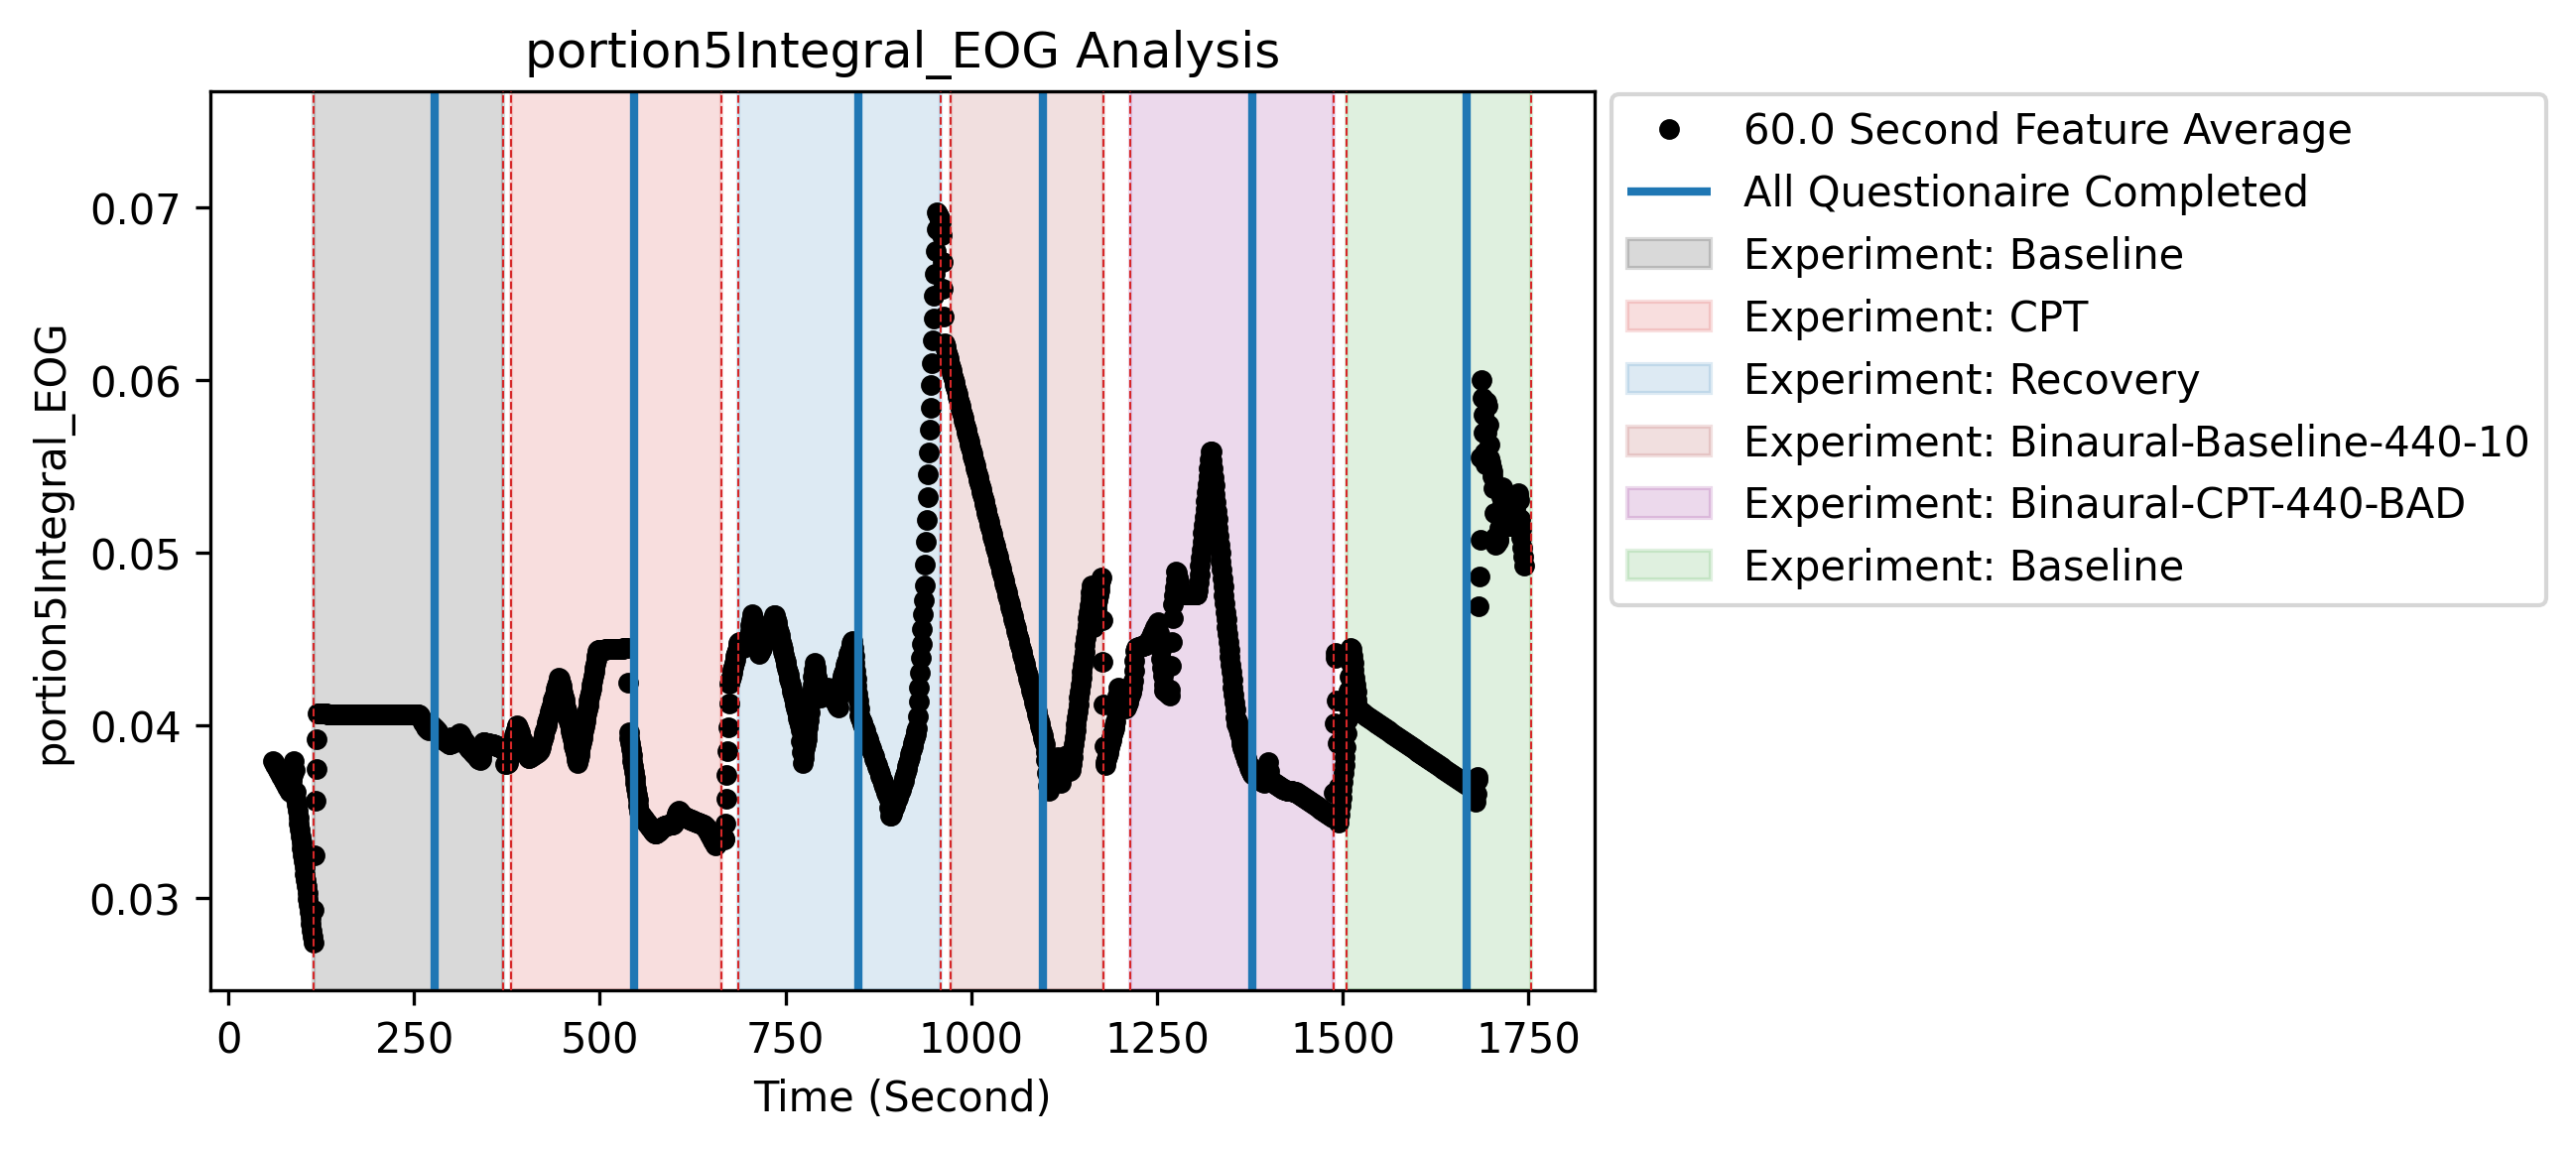 portion5Integral_EOG Analysis
portion5Integral_EOG
0.07
0.06
0.05
0.04
0.03
0
250
500
750
1000
1250
1500
1750
Time (Second)
60.0 Second Feature Average
All Questionaire Completed
Experiment: Baseline
Experiment: CPT
Experiment: Recovery
Experiment: Binaural-Baseline-440-10
Experiment: Binaural-CPT-440-BAD
Experiment: Baseline